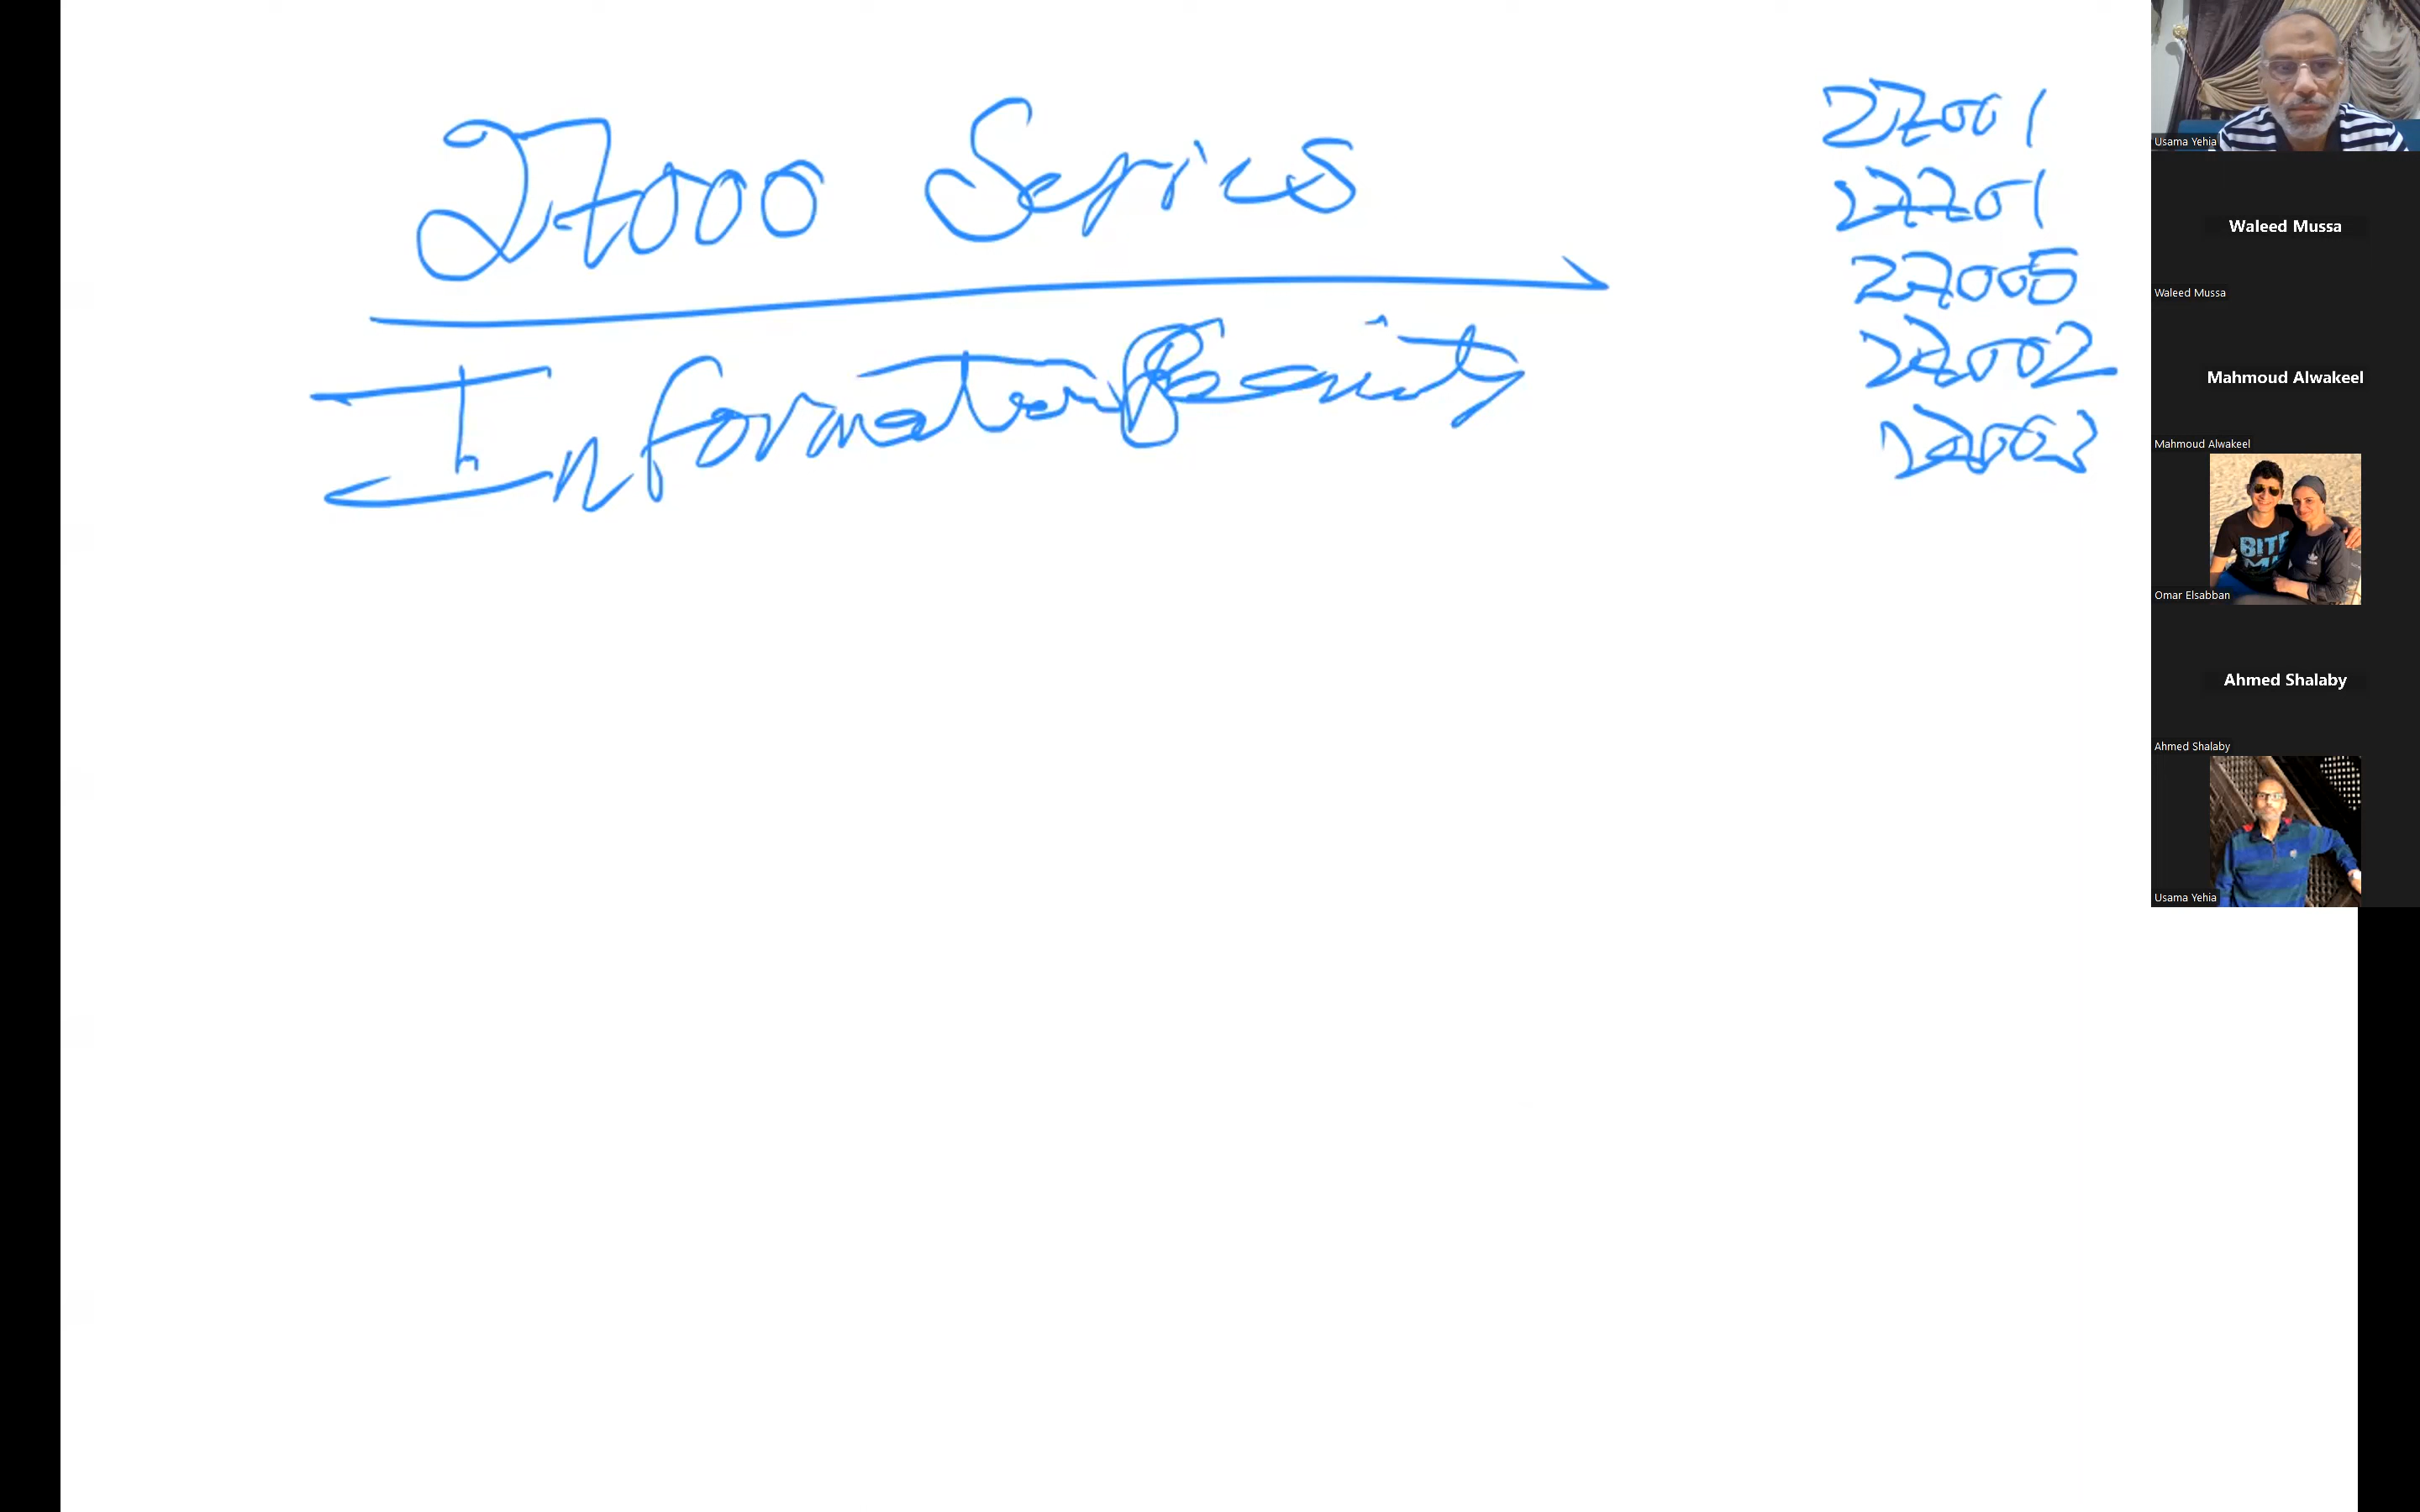 27000 Series
Information Security
27001
27701
27005
27002
27003
Usama Yehia
Waleed Mussa
Waleed Mussa
Mahmoud Alwakeel
Mahmoud Alwakeel
BITE
Omar Elsabban
Ahmed Shalaby
Ahmed Shalaby
Usama Yehia